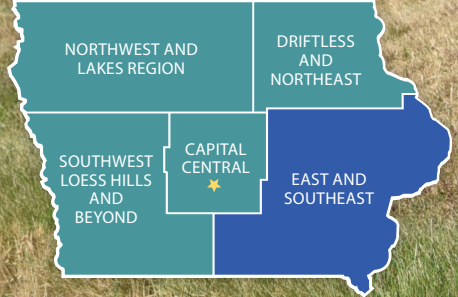 NORTHWEST AND
LAKES REGION
DRIFTLESS
AND
NORTHEAST
SOUTHWEST
LOESS HILLS
AND
BEYOND
CAPITAL
CENTRAL
EAST AND
SOUTHEAST